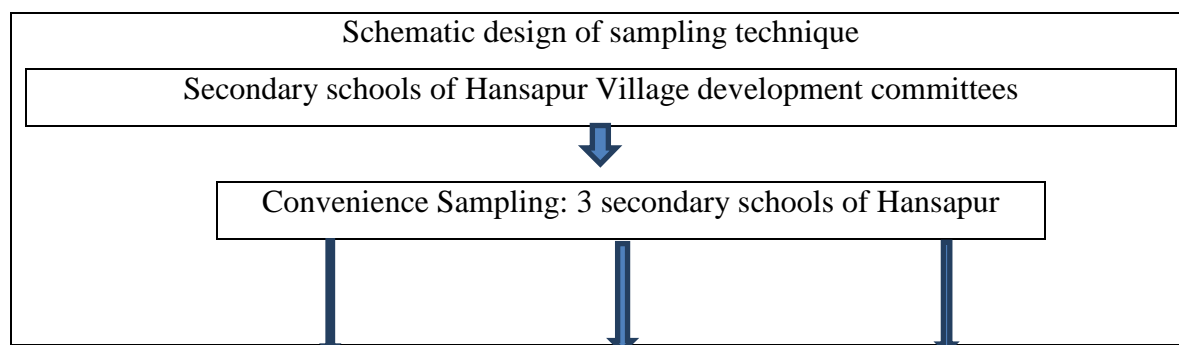 Schematic design of sampling technique
Secondary schools of Hansapur Village development committees
Convenience Sampling: 3 secondary schools of Hansapur